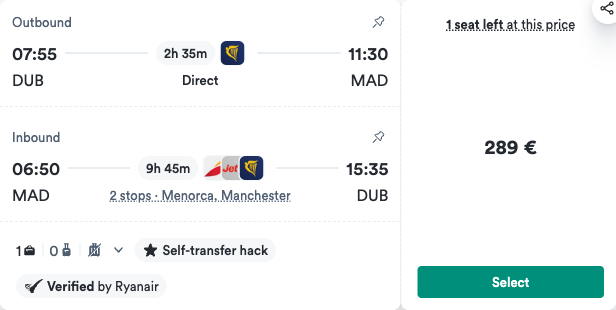 Outbound
07:55 2h 35m 11:30
DUB Direct MAD
Inbound
06:50 9h 45m Jet 15:35
MAD 2 stops · Menorca, Manchester DUB
1 0 Self-transfer hack
Verified by Ryanair
1 seat left at this price
289 €
Select